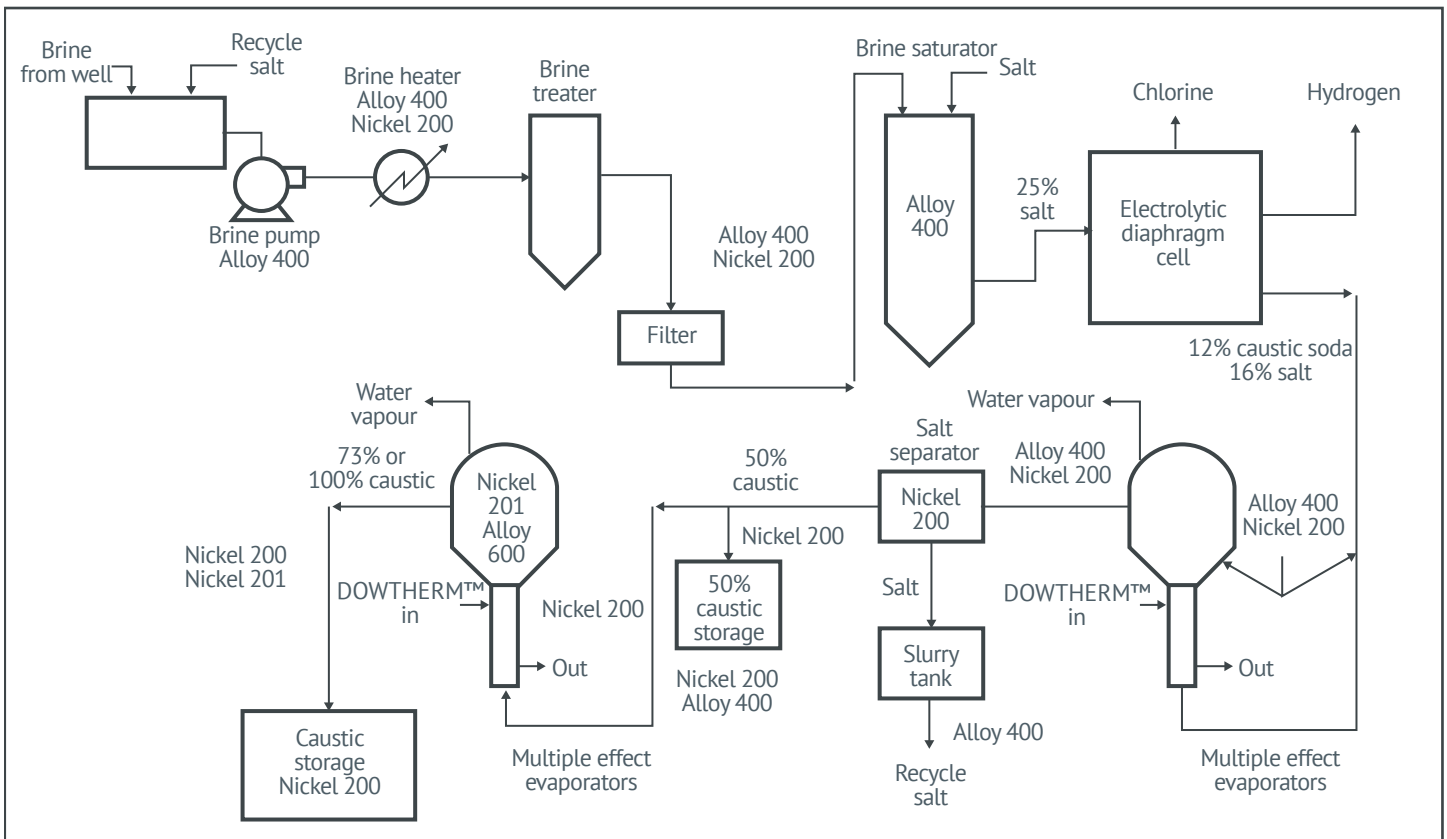 Brine
from well
Recycle
salt
Brine heater
Alloy 400
Nickel 200
Brine
treater
Brine saturator
Salt
Chlorine
Hydrogen
Brine pump
Alloy 400
Alloy 400
Nickel 200
Alloy
400
25%
salt
Electrolytic
diaphragm
cell
Filter
12% caustic soda
16% salt
Water
vapour
73% or
100% caustic
Nickel
201
Alloy
600
50%
caustic
Salt
separator
Nickel
200
Alloy 400
Nickel 200
Water vapour
Alloy 400
Nickel 200
Nickel 200
Nickel 201
DOWTHERM™
in
Nickel 200
Nickel 200
50%
caustic
storage
Nickel 200
Alloy 400
Salt
Slurry
tank
DOWTHERM™
in
Out
Out
Caustic
storage
Nickel 200
Multiple effect
evaporators
Alloy 400
Recycle
salt
Multiple effect
evaporators